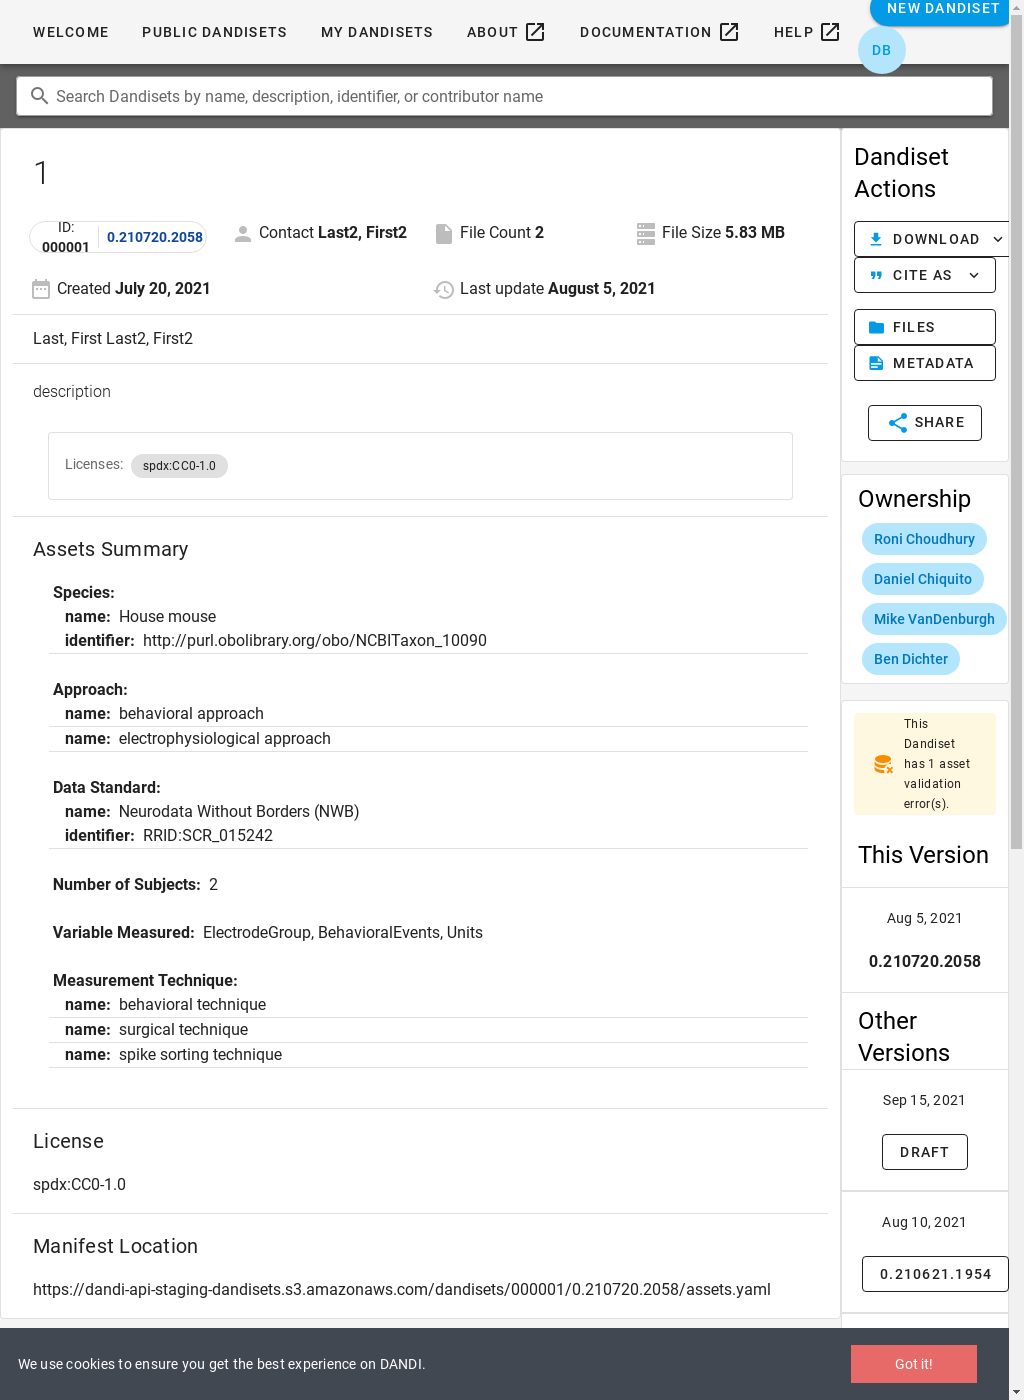 WELCOME
PUBLIC DANDISETS
MY DANDISETS
ABOUT
DOCUMENTATION
HELP
NEW DANDISET
DB
Search Dandisets by name, description, identifier, or contributor name
1
ID:
000001
0.210720.2058
Contact Last2, First2
File Count 2
File Size 5.83 MB
Created July 20, 2021
Last update August 5, 2021
Last, First Last2, First2
description
Licenses: spdx:CC0-1.0
Assets Summary
Species:
name: House mouse
identifier: http://purl.obolibrary.org/obo/NCBITaxon_10090
Approach:
name: behavioral approach
name: electrophysiological approach
Data Standard:
name: Neurodata Without Borders (NWB)
identifier: RRID:SCR_015242
Number of Subjects: 2
Variable Measured: ElectrodeGroup, BehavioralEvents, Units
Measurement Technique:
name: behavioral technique
name: surgical technique
name: spike sorting technique
License
spdx:CC0-1.0
Manifest Location
https://dandi-api-staging-dandisets.s3.amazonaws.com/dandisets/000001/0.210720.2058/assets.yaml
Dandiset
Actions
DOWNLOAD
CITE AS
FILES
METADATA
SHARE
Ownership
Roni Choudhury
Daniel Chiquito
Mike VanDenburgh
Ben Dichter
This
Dandiset
has 1 asset
validation
error(s).
This Version
Aug 5, 2021
0.210720.2058
Other
Versions
Sep 15, 2021
DRAFT
Aug 10, 2021
0.210621.1954
We use cookies to ensure you get the best experience on DANDI.
Got it!